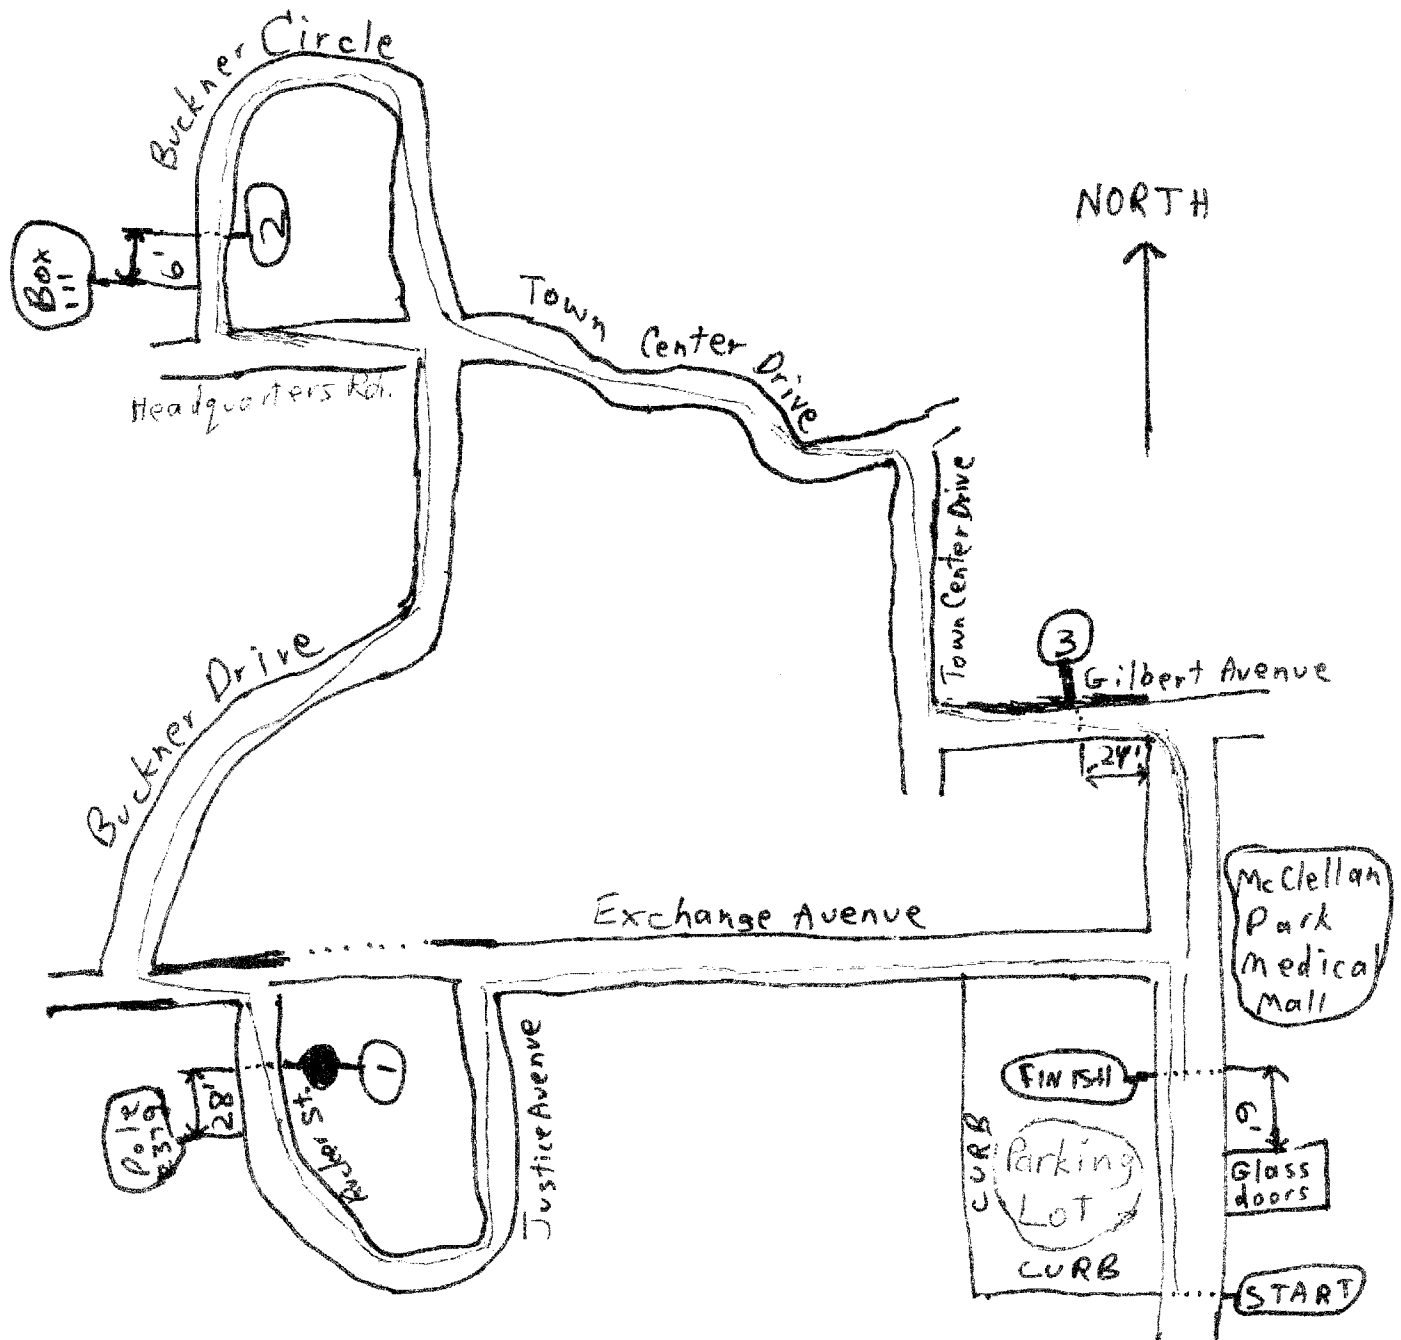 Buckner Circle
NORTH
2
Box
111
6'
Town Center Drive
Headquarters Rd.
Town Center Drive
3
Gilbert Avenue
24'
Buckner Drive
McClellan
Park
Medical
Mall
Exchange Avenue
1
FINISH
28'
Pole
Rucker St.
Justice Avenue
CURB
Parking
LOT
6'
Glass
doors
CURB
START